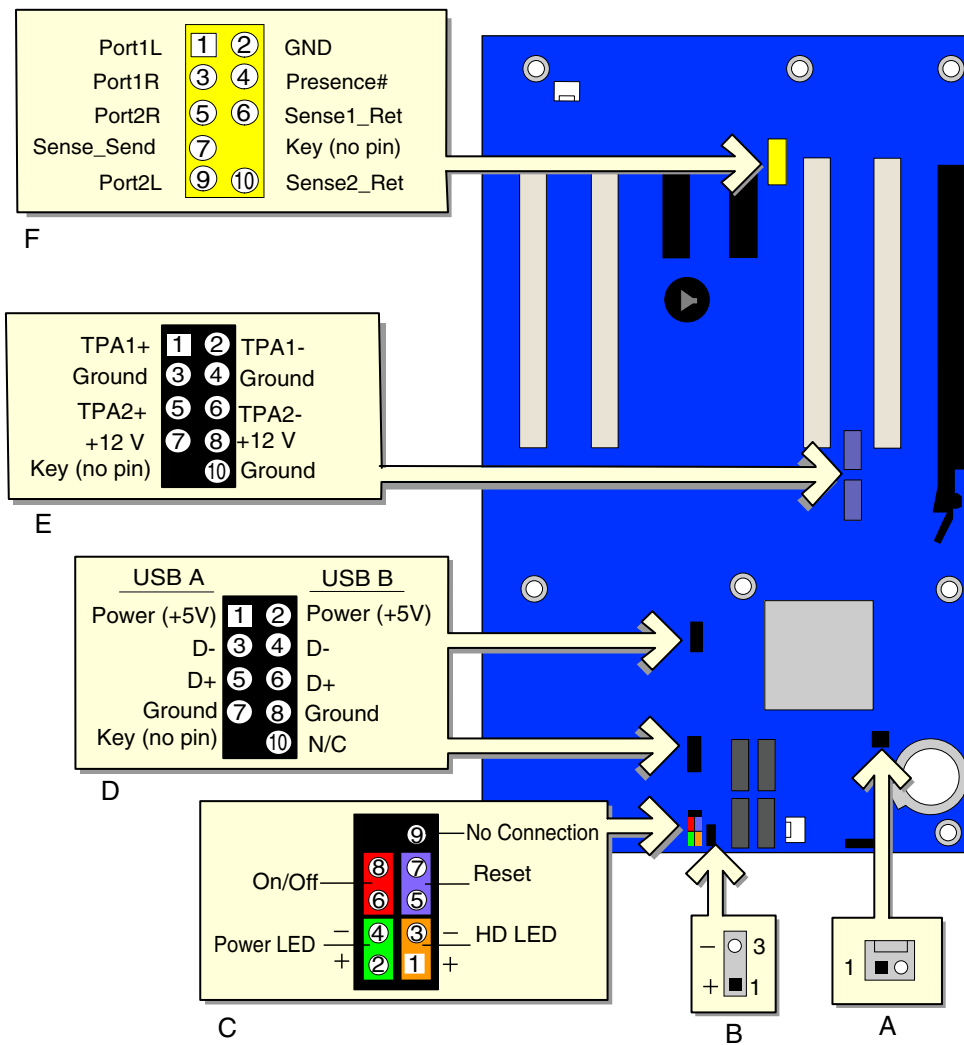 Port1L 1 2 GND
Port1R 3 4 Presence#
Port2R 5 6 Sense1_Ret
Sense_Send 7 Key (no pin)
Port2L 9 10 Sense2_Ret
F
TPA1+ 1 2 TPA1-
Ground 3 4 Ground
TPA2+ 5 6 TPA2-
+12 V 7 8 +12 V
Key (no pin) 10 Ground
E
USB A USB B
Power (+5V) 1 2 Power (+5V)
D- 3 4 D-
D+ 5 6 D+
Ground 7 8 Ground
Key (no pin) 10 N/C
D
9 No Connection
On/Off 8 7 Reset
6 5
Power LED − 4 3 − HD LED
+ 2 1 +
C
− 3
+ 1
B
1
A